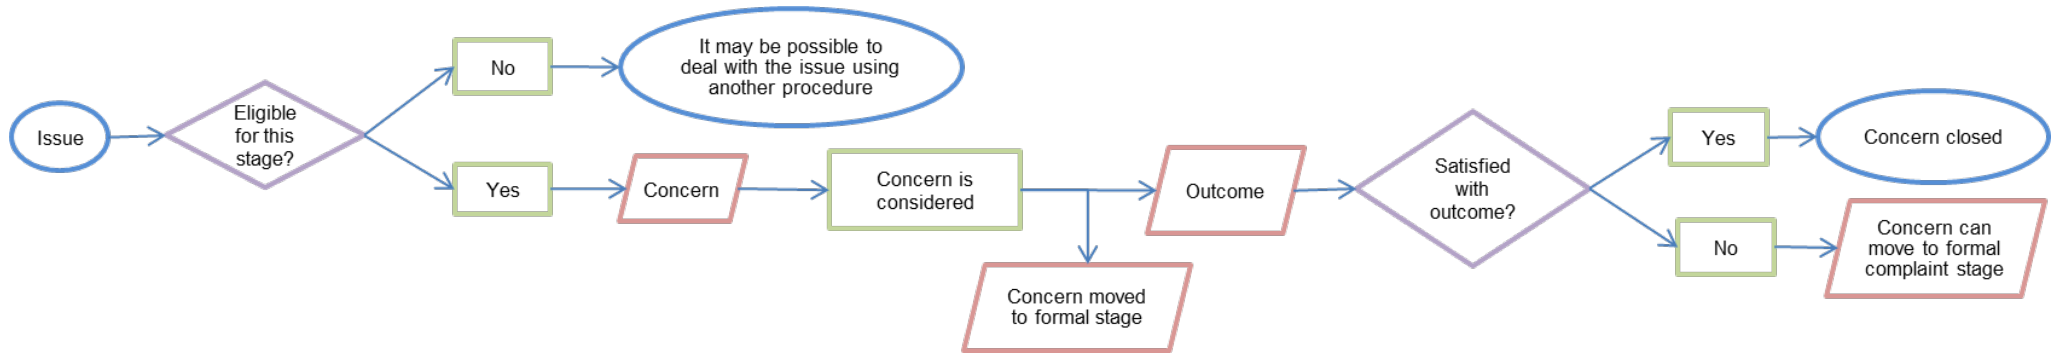 Issue
Eligible
for this
stage?
No
It may be possible to
deal with the issue using
another procedure
Yes
Concern
Concern is
considered
Concern moved
to formal stage
Outcome
Satisfied
with
outcome?
Yes
Concern closed
No
Concern can
move to formal
complaint stage